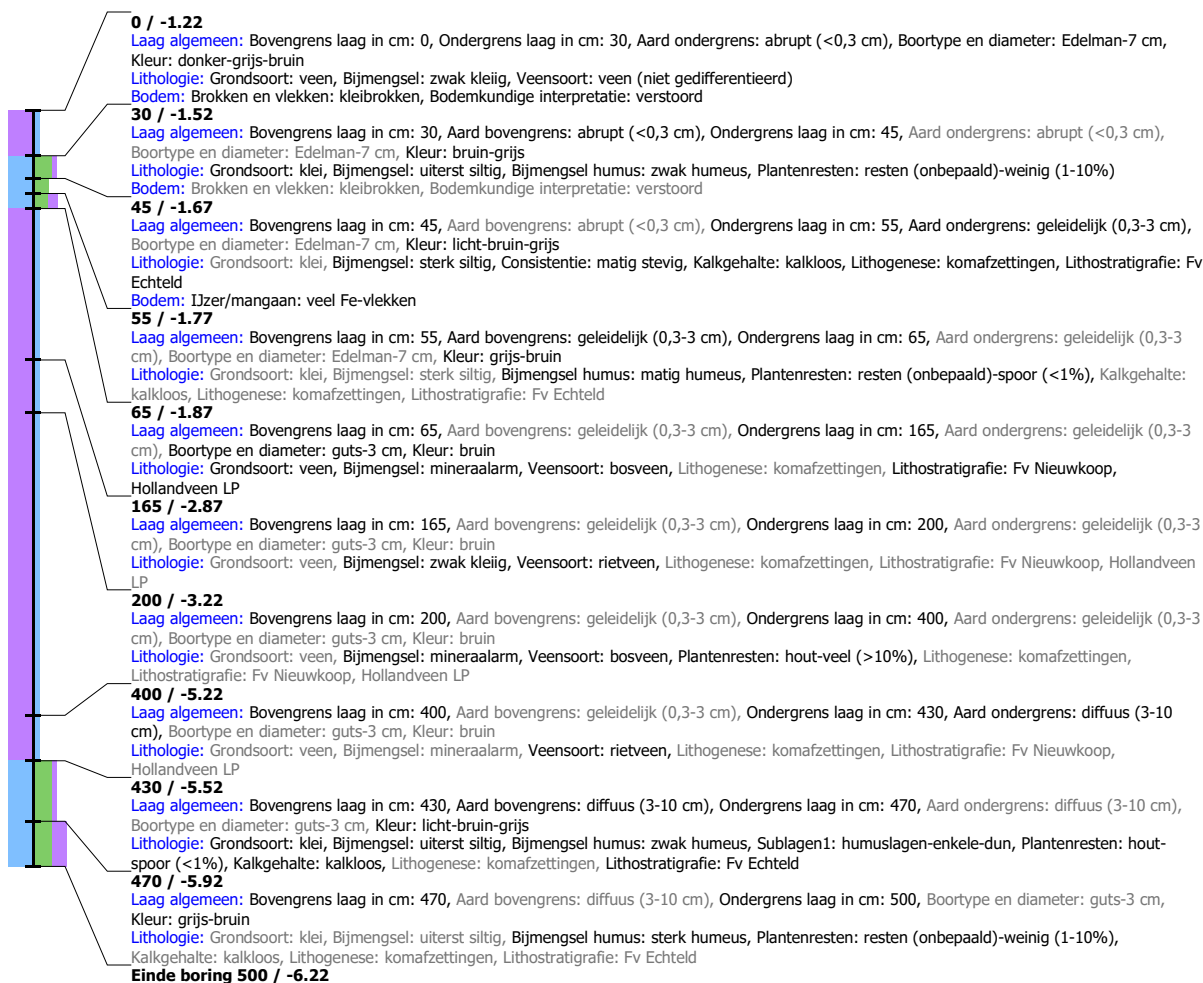 0 / -1.22
Laag algemeen: Bovengrens laag in cm: 0, Ondergrens laag in cm: 30, Aard ondergrens: abrupt (<0,3 cm), Boortype en diameter: Edelman-7 cm,
Kleur: donker-grijs-bruin
Lithologie: Grondsoort: veen, Bijmengsel: zwak kleiig, Veensoort: veen (niet gedifferentieerd)
Bodem: Brokken en vlekken: kleibrokken, Bodemkundige interpretatie: verstoord
30 / -1.52
Laag algemeen: Bovengrens laag in cm: 30, Aard bovengrens: abrupt (<0,3 cm), Ondergrens laag in cm: 45, Aard ondergrens: abrupt (<0,3 cm),
Boortype en diameter: Edelman-7 cm, Kleur: bruin-grijs
Lithologie: Grondsoort: klei, Bijmengsel: uiterst siltig, Bijmengsel humus: zwak humeus, Plantenresten: resten (onbepaald)-weinig (1-10%)
Bodem: Brokken en vlekken: kleibrokken, Bodemkundige interpretatie: verstoord
45 / -1.67
Laag algemeen: Bovengrens laag in cm: 45, Aard bovengrens: abrupt (<0,3 cm), Ondergrens laag in cm: 55, Aard ondergrens: geleidelijk (0,3-3 cm),
Boortype en diameter: Edelman-7 cm, Kleur: licht-bruin-grijs
Lithologie: Grondsoort: klei, Bijmengsel: sterk siltig, Consistentie: matig stevig, Kalkgehalte: kalkloos, Lithogenese: komafzettingen, Lithostratigrafie: Fv
Echteld
Bodem: IJzer/mangaan: veel Fe-vlekken
55 / -1.77
Laag algemeen: Bovengrens laag in cm: 55, Aard bovengrens: geleidelijk (0,3-3 cm), Ondergrens laag in cm: 65, Aard ondergrens: geleidelijk (0,3-3
cm), Boortype en diameter: Edelman-7 cm, Kleur: grijs-bruin
Lithologie: Grondsoort: klei, Bijmengsel: sterk siltig, Bijmengsel humus: matig humeus, Plantenresten: resten (onbepaald)-spoor (<1%), Kalkgehalte:
kalkloos, Lithogenese: komafzettingen, Lithostratigrafie: Fv Echteld
65 / -1.87
Laag algemeen: Bovengrens laag in cm: 65, Aard bovengrens: geleidelijk (0,3-3 cm), Ondergrens laag in cm: 165, Aard ondergrens: geleidelijk (0,3-3
cm), Boortype en diameter: guts-3 cm, Kleur: bruin
Lithologie: Grondsoort: veen, Bijmengsel: mineraalarm, Veensoort: bosveen, Lithogenese: komafzettingen, Lithostratigrafie: Fv Nieuwkoop,
Hollandveen LP
165 / -2.87
Laag algemeen: Bovengrens laag in cm: 165, Aard bovengrens: geleidelijk (0,3-3 cm), Ondergrens laag in cm: 200, Aard ondergrens: geleidelijk (0,3-3
cm), Boortype en diameter: guts-3 cm, Kleur: bruin
Lithologie: Grondsoort: veen, Bijmengsel: zwak kleiig, Veensoort: rietveen, Lithogenese: komafzettingen, Lithostratigrafie: Fv Nieuwkoop, Hollandveen
LP
200 / -3.22
Laag algemeen: Bovengrens laag in cm: 200, Aard bovengrens: geleidelijk (0,3-3 cm), Ondergrens laag in cm: 400, Aard ondergrens: geleidelijk (0,3-3
cm), Boortype en diameter: guts-3 cm, Kleur: bruin
Lithologie: Grondsoort: veen, Bijmengsel: mineraalarm, Veensoort: bosveen, Plantenresten: hout-veel (>10%), Lithogenese: komafzettingen,
Lithostratigrafie: Fv Nieuwkoop, Hollandveen LP
400 / -5.22
Laag algemeen: Bovengrens laag in cm: 400, Aard bovengrens: geleidelijk (0,3-3 cm), Ondergrens laag in cm: 430, Aard ondergrens: diffuus (3-10
cm), Boortype en diameter: guts-3 cm, Kleur: bruin
Lithologie: Grondsoort: veen, Bijmengsel: mineraalarm, Veensoort: rietveen, Lithogenese: komafzettingen, Lithostratigrafie: Fv Nieuwkoop,
Hollandveen LP
430 / -5.52
Laag algemeen: Bovengrens laag in cm: 430, Aard bovengrens: diffuus (3-10 cm), Ondergrens laag in cm: 470, Aard ondergrens: diffuus (3-10 cm),
Boortype en diameter: guts-3 cm, Kleur: licht-bruin-grijs
Lithologie: Grondsoort: klei, Bijmengsel: uiterst siltig, Bijmengsel humus: zwak humeus, Sublagen1: humuslagen-enkele-dun, Plantenresten: hout-
spoor (<1%), Kalkgehalte: kalkloos, Lithogenese: komafzettingen, Lithostratigrafie: Fv Echteld
470 / -5.92
Laag algemeen: Bovengrens laag in cm: 470, Aard bovengrens: diffuus (3-10 cm), Ondergrens laag in cm: 500, Boortype en diameter: guts-3 cm,
Kleur: grijs-bruin
Lithologie: Grondsoort: klei, Bijmengsel: uiterst siltig, Bijmengsel humus: sterk humeus, Plantenresten: resten (onbepaald)-weinig (1-10%),
Kalkgehalte: kalkloos, Lithogenese: komafzettingen, Lithostratigrafie: Fv Echteld
Einde boring 500 / -6.22